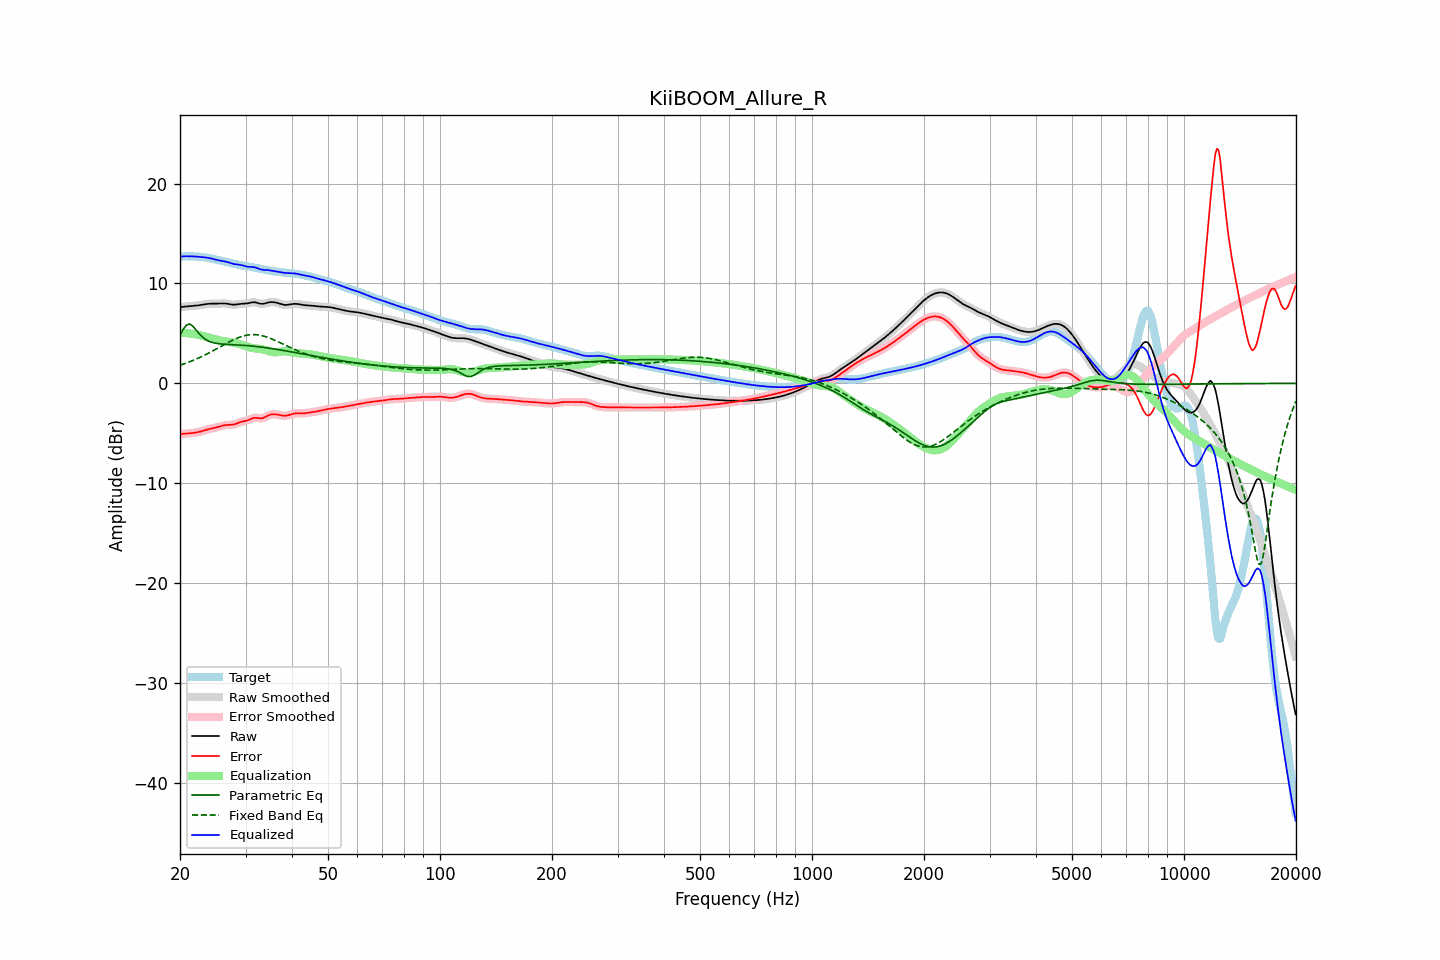 KiiBOOM_Allure_R
Amplitude (dBr)
20
10
0
−10
−20
−30
−40
Target
Raw Smoothed
Error Smoothed
Raw
Error
Equalization
Parametric Eq
Fixed Band Eq
Equalized
20 50 100 200 500 1000 2000 5000 10000 20000
Frequency (Hz)